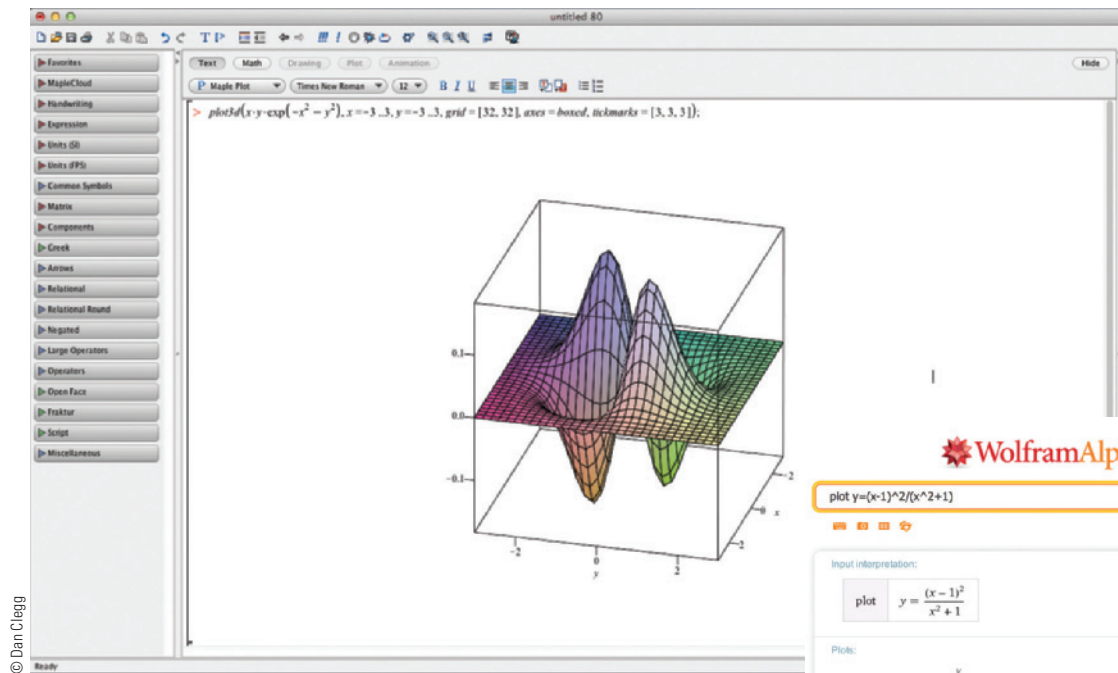 untitled 80
Text Math Drawing Plot Animation Hide
P Maple Plot Times New Roman 12 B I U
Favorites
MapleCloud
Handwriting
Expression
Units (SI)
Units (FPS)
Common Symbols
Matrix
Components
Greek
Arrows
Relational
Relational Round
Negated
Large Operators
Operators
Open Face
Fraktur
Script
Miscellaneous
> plot3d(x·y·exp(−x² − y²), x = −3 ..3, y = −3 ..3, grid = [32, 32], axes = boxed, tickmarks = [3, 3, 3]);
0.1
0.0
−0.1
−2
0
2
y
−2
0
x
2
WolframAlp
plot y=(x-1)^2/(x^2+1)
Input interpretation:
plot y = (x − 1)² / x² + 1
Plots:
y
Ready
© Dan Clegg